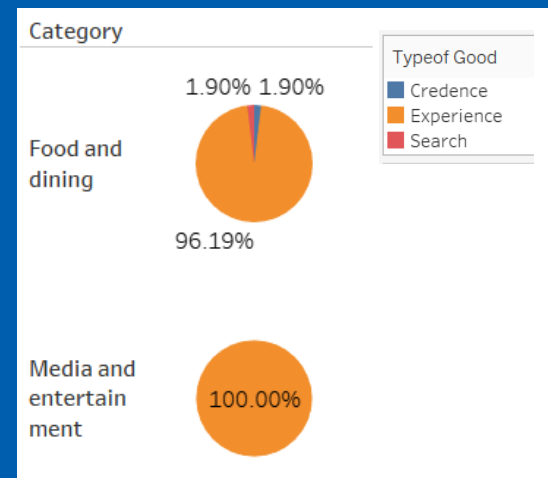 Category
Typeof Good
Credence
Experience
Search
1.90% 1.90%
Food and
dining
96.19%
Media and
entertain
ment
100.00%